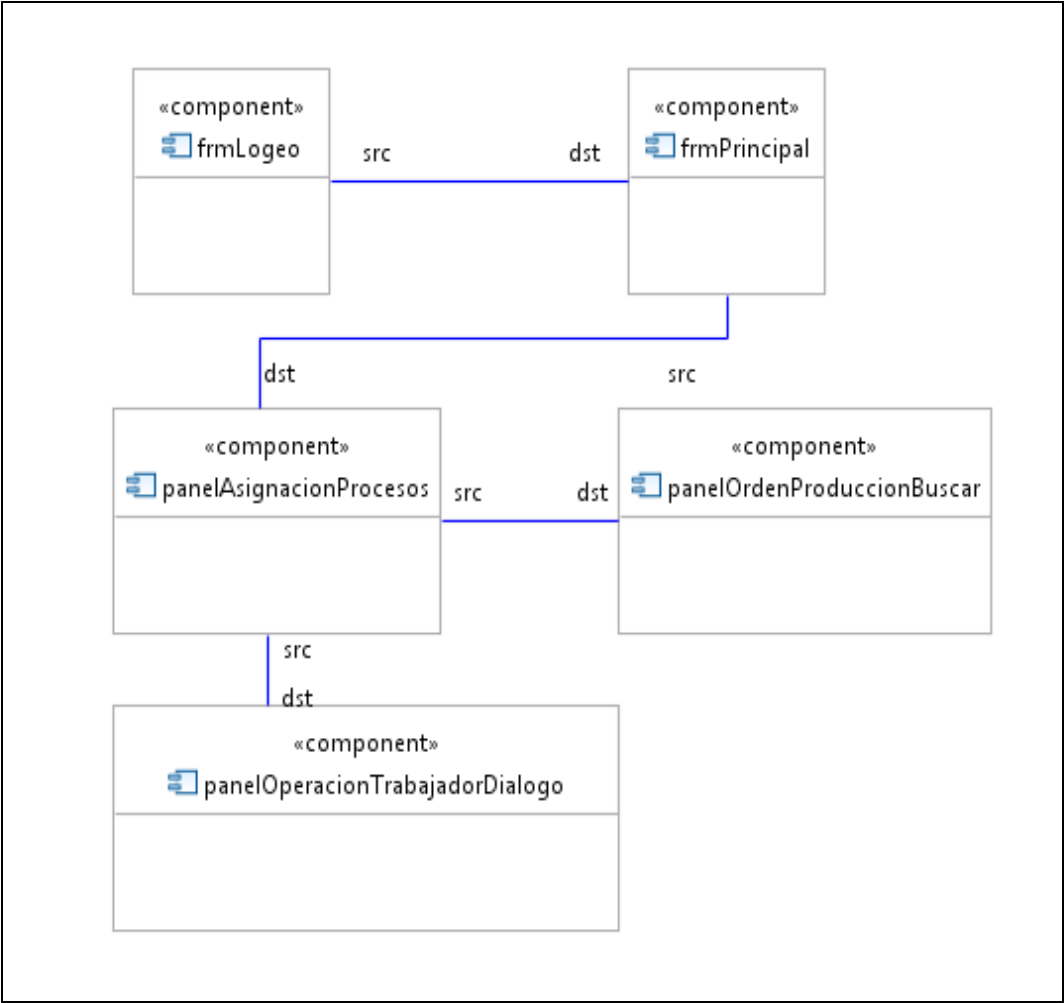 «component»
frmLogeo
«component»
frmPrincipal
src
dst
dst
src
«component»
panelAsignacionProcesos
«component»
panelOrdenProduccionBuscar
src
dst
src
dst
«component»
panelOperacionTrabajadorDialogo